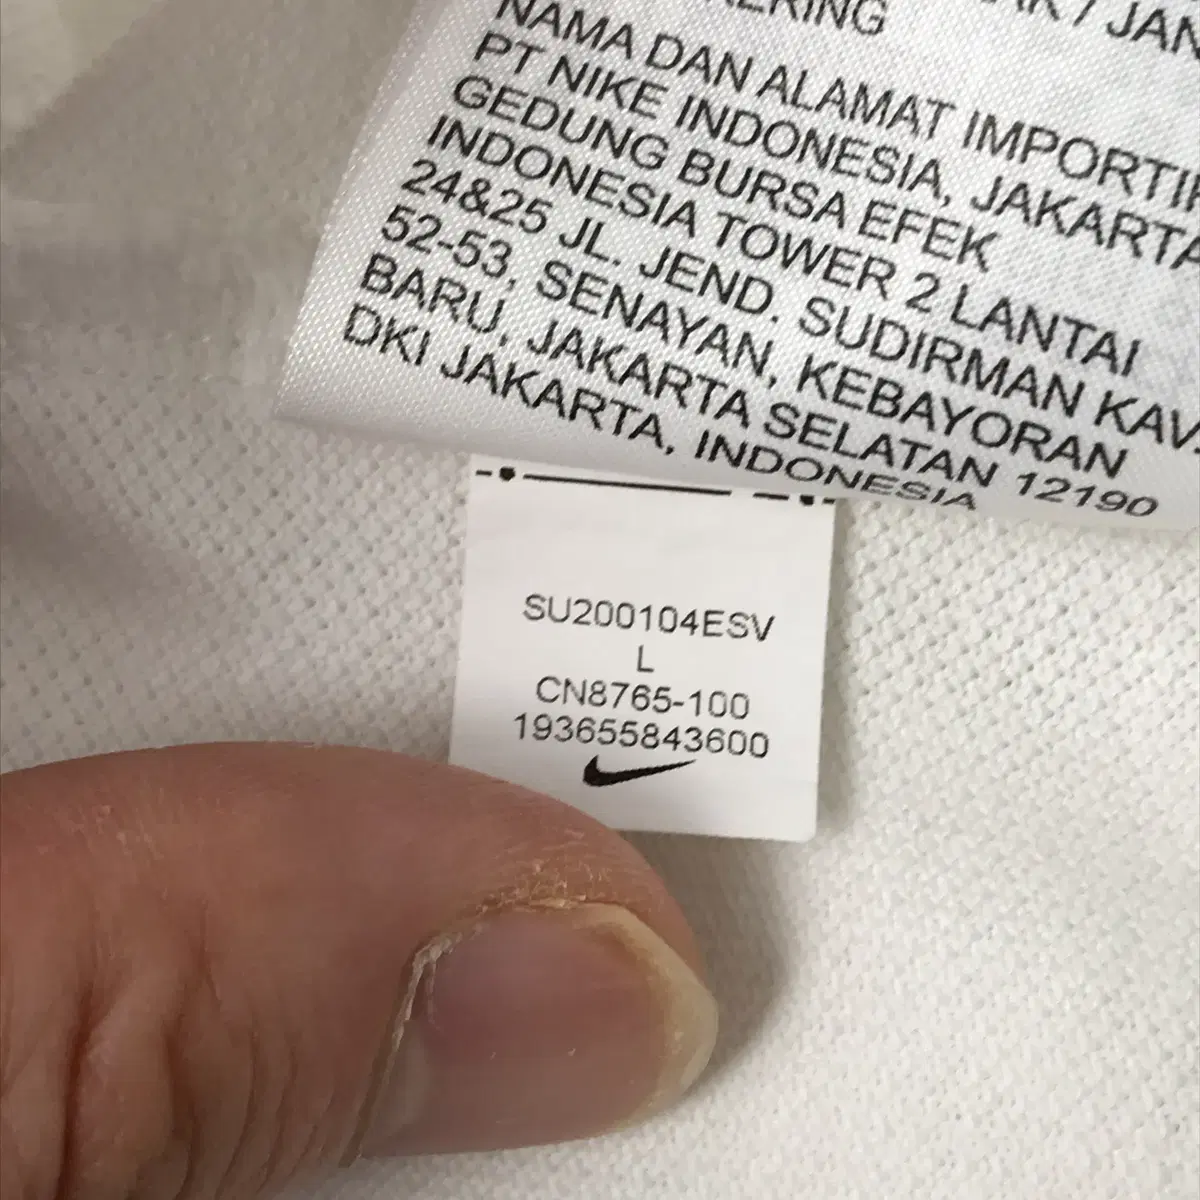 NAMA DAN ALAMAT IMPORTIR
PT NIKE INDONESIA, JAKARTA
GEDUNG BURSA EFEK
INDONESIA TOWER 2 LANTAI
24&25 JL. JEND. SUDIRMAN KAV.
52-53, SENAYAN, KEBAYORAN
BARU, JAKARTA SELATAN 12190
DKI JAKARTA, INDONESIA
SU200104ESV
L
CN8765-100
193655843600